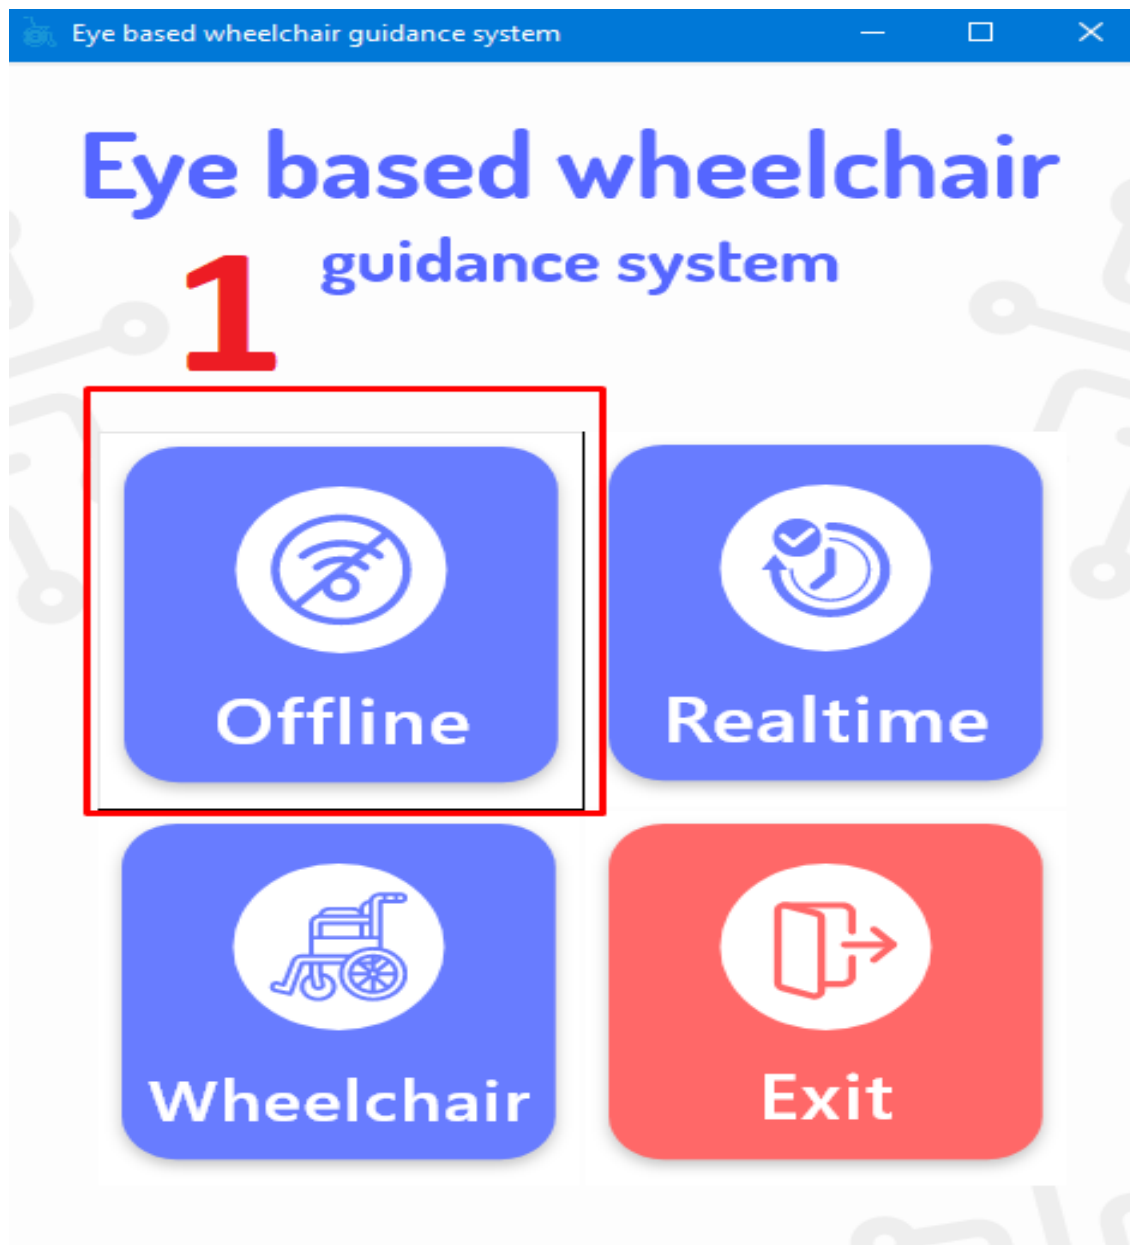 Eye based wheelchair guidance system
Eye based wheelchair
guidance system
1
Offline
Realtime
Wheelchair
Exit